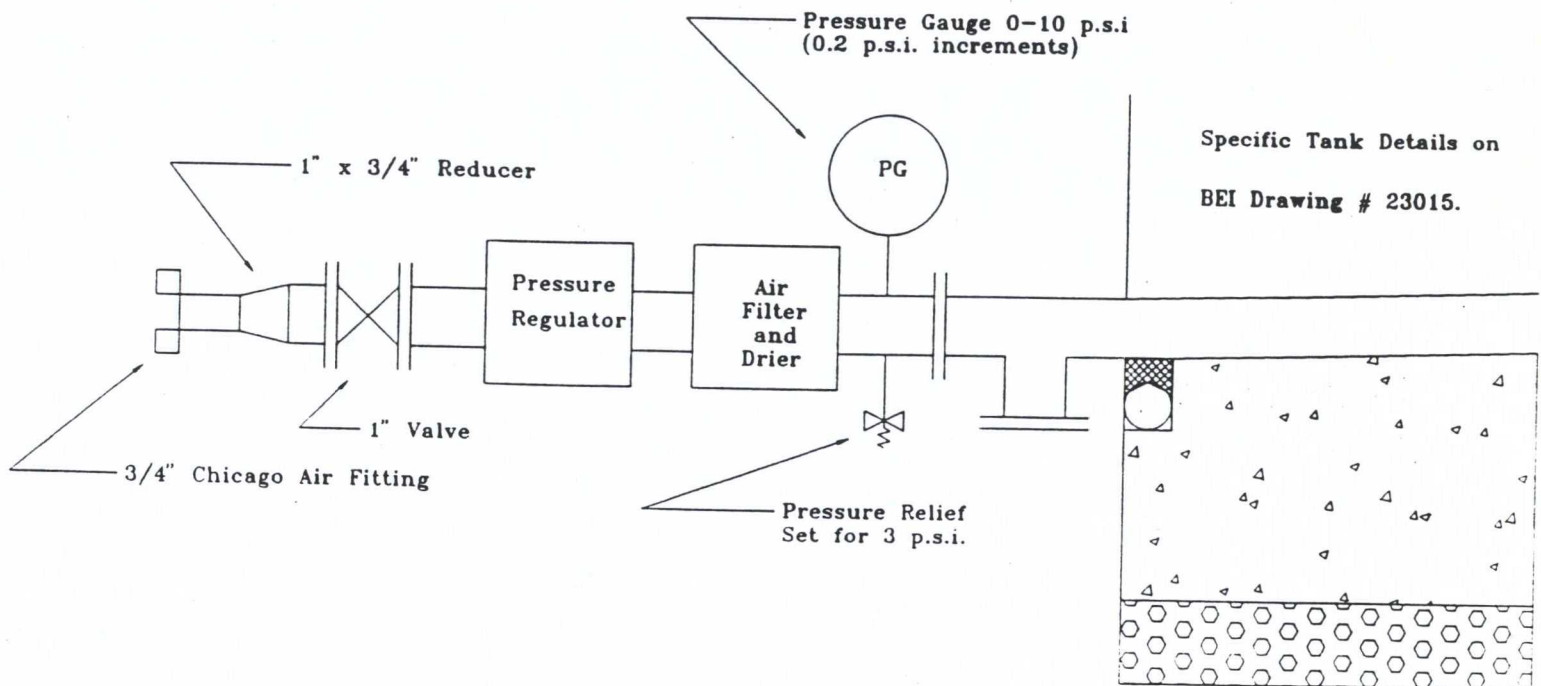 Pressure Gauge 0-10 p.s.i
(0.2 p.s.i. increments)
Specific Tank Details on
BEI Drawing # 23015.
1" x 3/4" Reducer
PG
Pressure
Regulator
Air
Filter
and
Drier
1" Valve
3/4" Chicago Air Fitting
Pressure Relief
Set for 3 p.s.i.